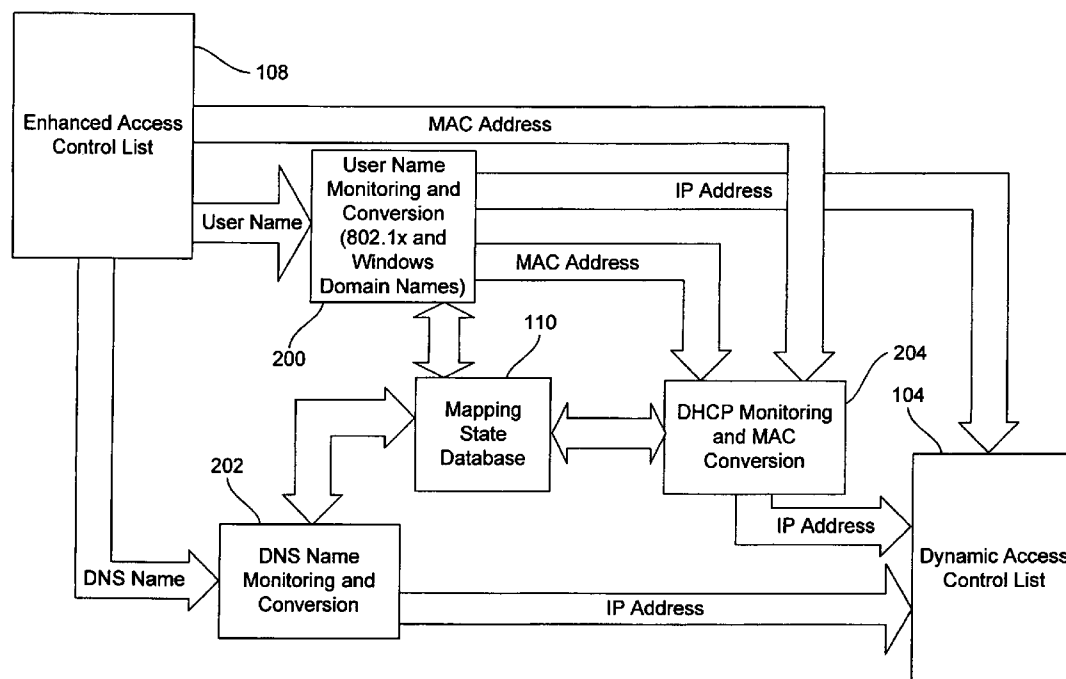 108
Enhanced Access
Control List
MAC Address
User Name
Monitoring and
Conversion
(802.1x and
Windows
Domain Names)
IP Address
User Name
MAC Address
200
110
204
104
Mapping
State
Database
DHCP Monitoring
and MAC
Conversion
202
IP Address
Dynamic Access
Control List
DNS Name
DNS Name
Monitoring and
Conversion
IP Address